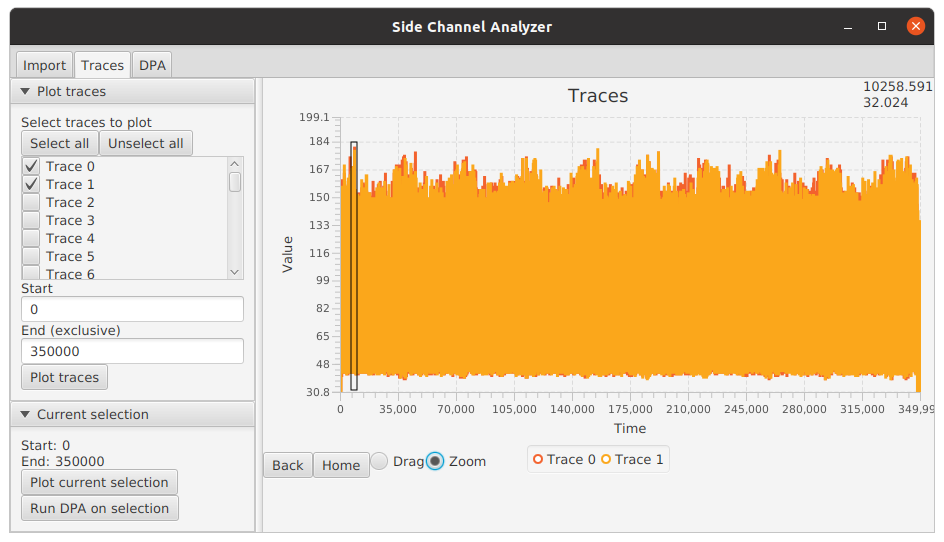 Side Channel Analyzer
Import Traces DPA
Plot traces
Select traces to plot
Select all Unselect all
Trace 0
Trace 1
Trace 2
Trace 3
Trace 4
Trace 5
Trace 6
Start
0
End (exclusive)
350000
Plot traces
Current selection
Start: 0
End: 350000
Plot current selection
Run DPA on selection
Traces
10258.591
32.024
Value
199.1
184
167
150
133
116
99
82
65
48
30.8
0 35,000 70,000 105,000 140,000 175,000 210,000 245,000 280,000 315,000 349,99
Time
Back Home Drag Zoom
Trace 0 Trace 1